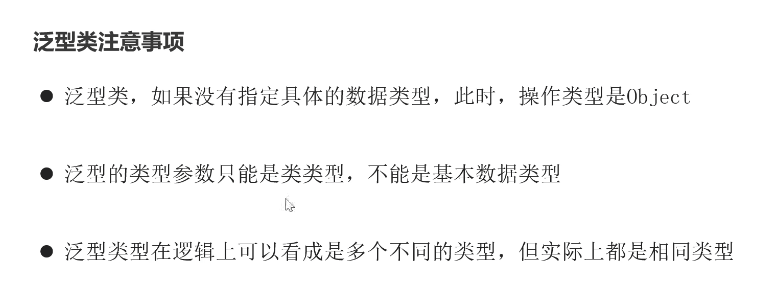 泛型类注意事项
● 泛型类，如果没有指定具体的数据类型，此时，操作类型是Object
● 泛型的类型参数只能是类类型，不能是基本数据类型
● 泛型类型在逻辑上可以看成是多个不同的类型，但实际上都是相同类型